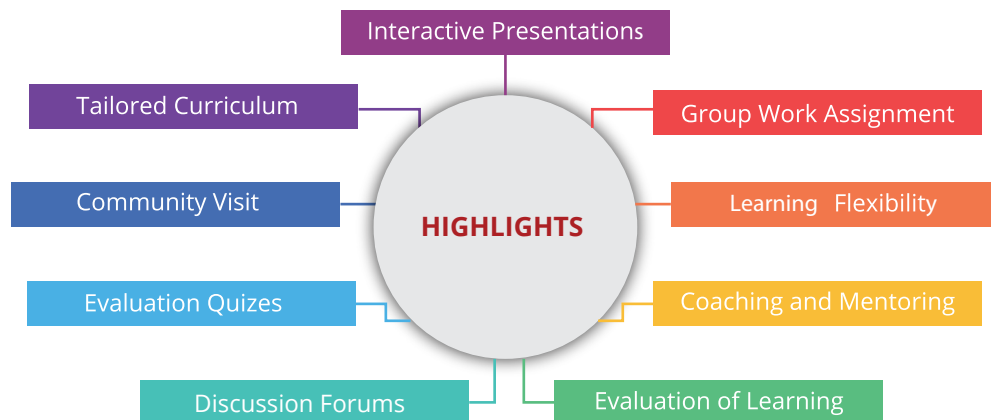 Interactive Presentations
Tailored Curriculum
Group Work Assignment
Community Visit
Learning Flexibility
HIGHLIGHTS
Evaluation Quizes
Coaching and Mentoring
Discussion Forums
Evaluation of Learning